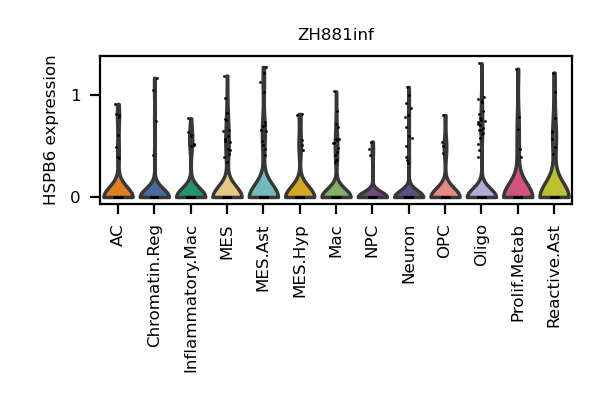 ZH881inf
HSPB6 expression
1
0
AC
Chromatin.Reg
Inflammatory.Mac
MES
MES.Ast
MES.Hyp
Mac
NPC
Neuron
OPC
Oligo
Prolif.Metab
Reactive.Ast